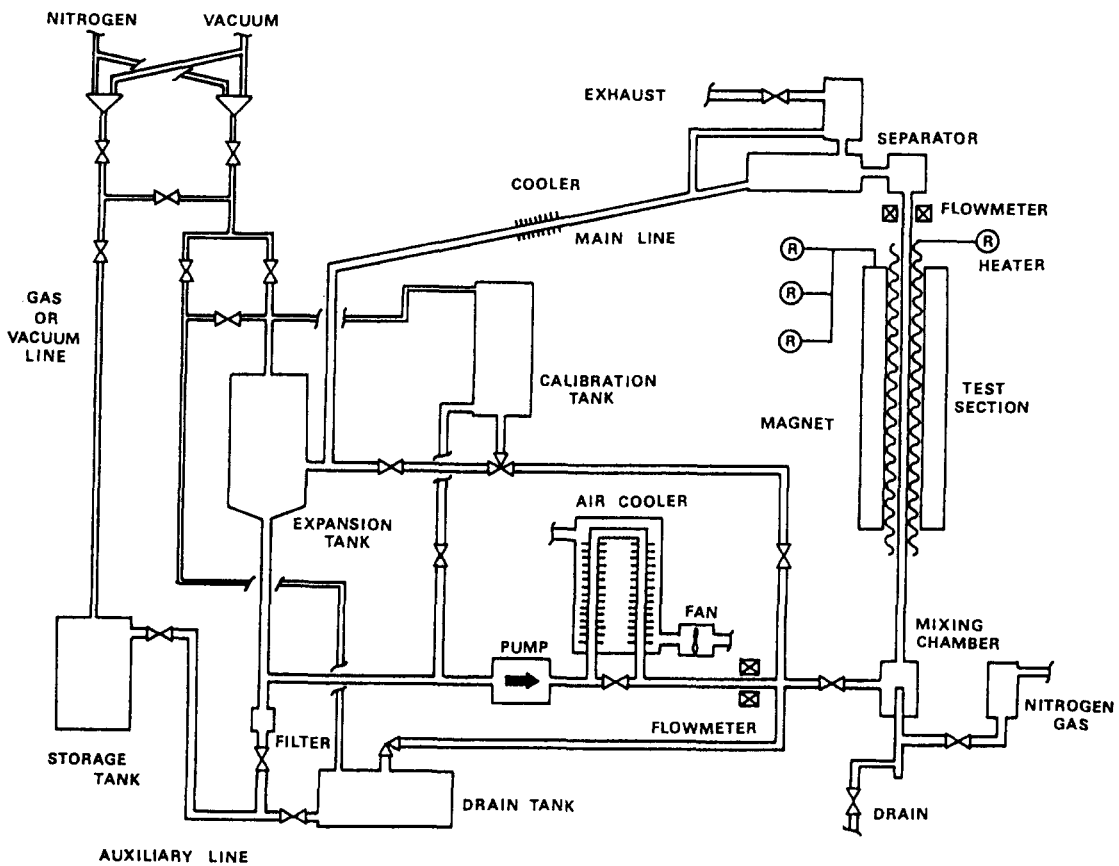 NITROGEN
VACUUM
EXHAUST
SEPARATOR
COOLER
MAIN LINE
FLOWMETER
R
R
HEATER
R
R
GAS
OR
VACUUM
LINE
CALIBRATION
TANK
MAGNET
TEST
SECTION
EXPANSION
TANK
AIR COOLER
FAN
PUMP
MIXING
CHAMBER
NITROGEN
GAS
FLOWMETER
FILTER
STORAGE
TANK
DRAIN TANK
DRAIN
AUXILIARY LINE